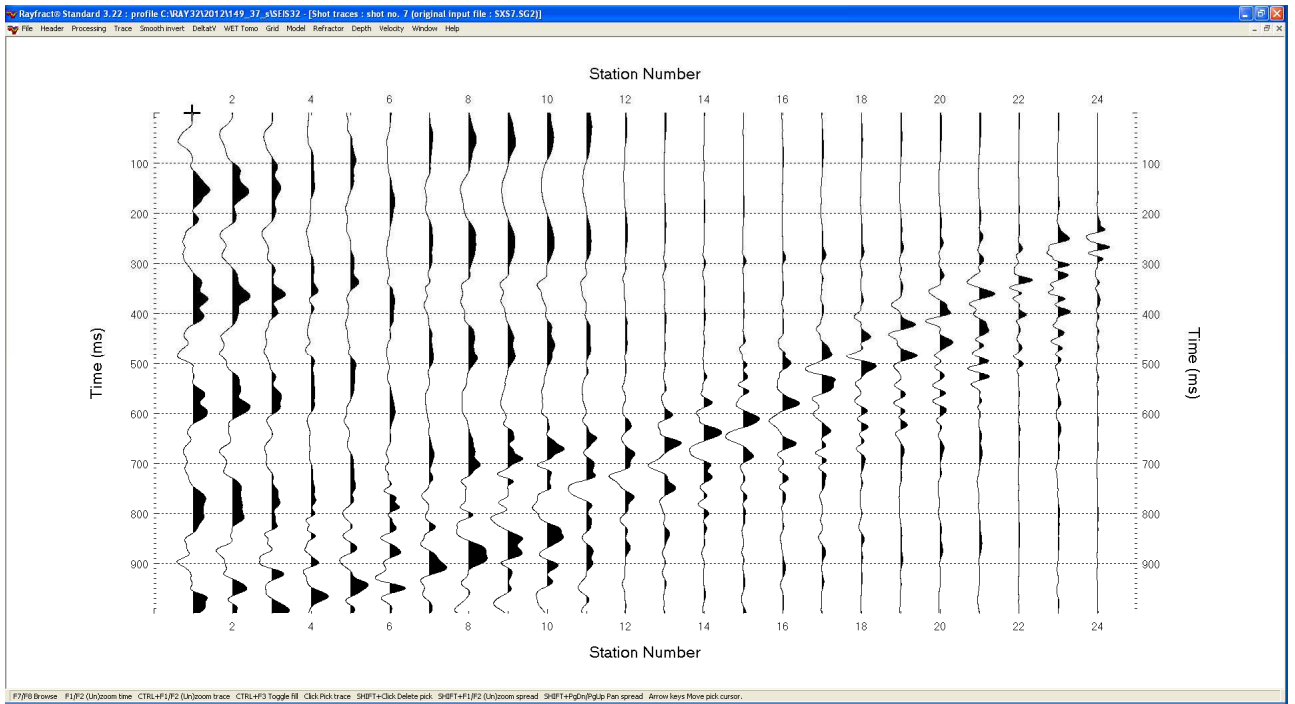 Rayfract® Standard 3.22 : profile C:\RAY32\2012\149_37_s\SEIS32 - [Shot traces : shot no. 7 (original input file : SXS7.SG2)]
File Header Processing Trace Smooth invert DeltatV WET Tomo Grid Model Refractor Depth Velocity Window Help
Station Number
2 4 6 8 10 12 14 16 18 20 22 24
100 100
200 200
300 300
400 400
Time (ms) Time (ms)
500 500
600 600
700 700
800 800
900 900
2 4 6 8 10 12 14 16 18 20 22 24
Station Number
F7/F8 Browse F1/F2 (Un)zoom time CTRL+F1/F2 (Un)zoom trace CTRL+F3 Toggle fill Click Pick trace SHIFT+Click Delete pick SHIFT+F1/F2 (Un)zoom spread SHIFT+PgDn/PgUp Pan spread Arrow keys Move pick cursor.